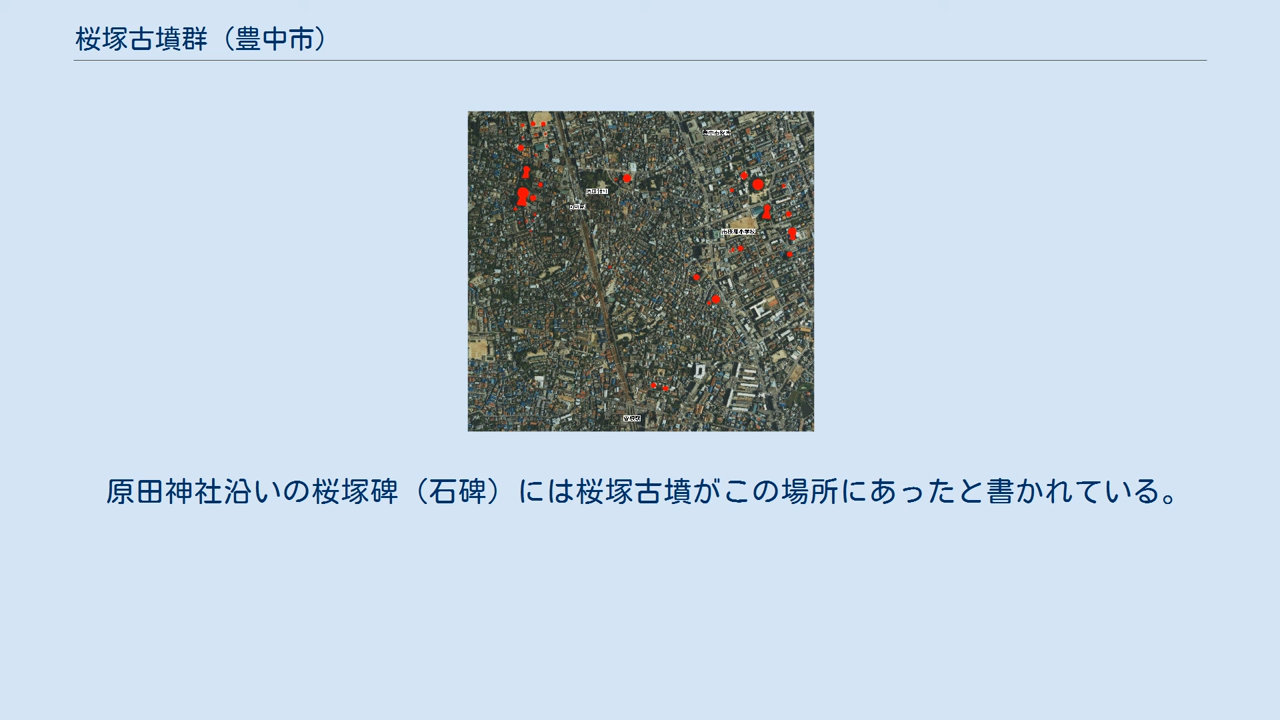 桜塚古墳群（豊中市）
原田神社沿いの桜塚碑（石碑）には桜塚古墳がこの場所にあったと書かれている。